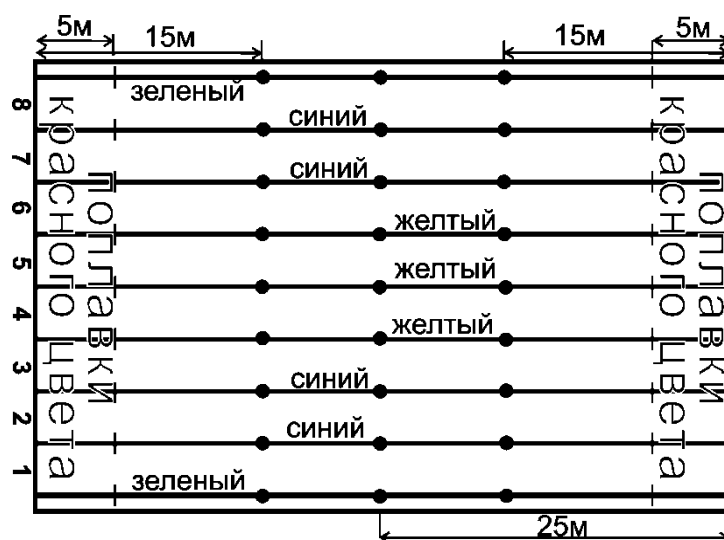 5м 15м 15м 5м
зеленый
8
синий
7
синий
6
желтый
5
желтый
4
желтый
3
синий
2
синий
1
зеленый
поплавки
красного цвета
поплавки
красного цвета
25м